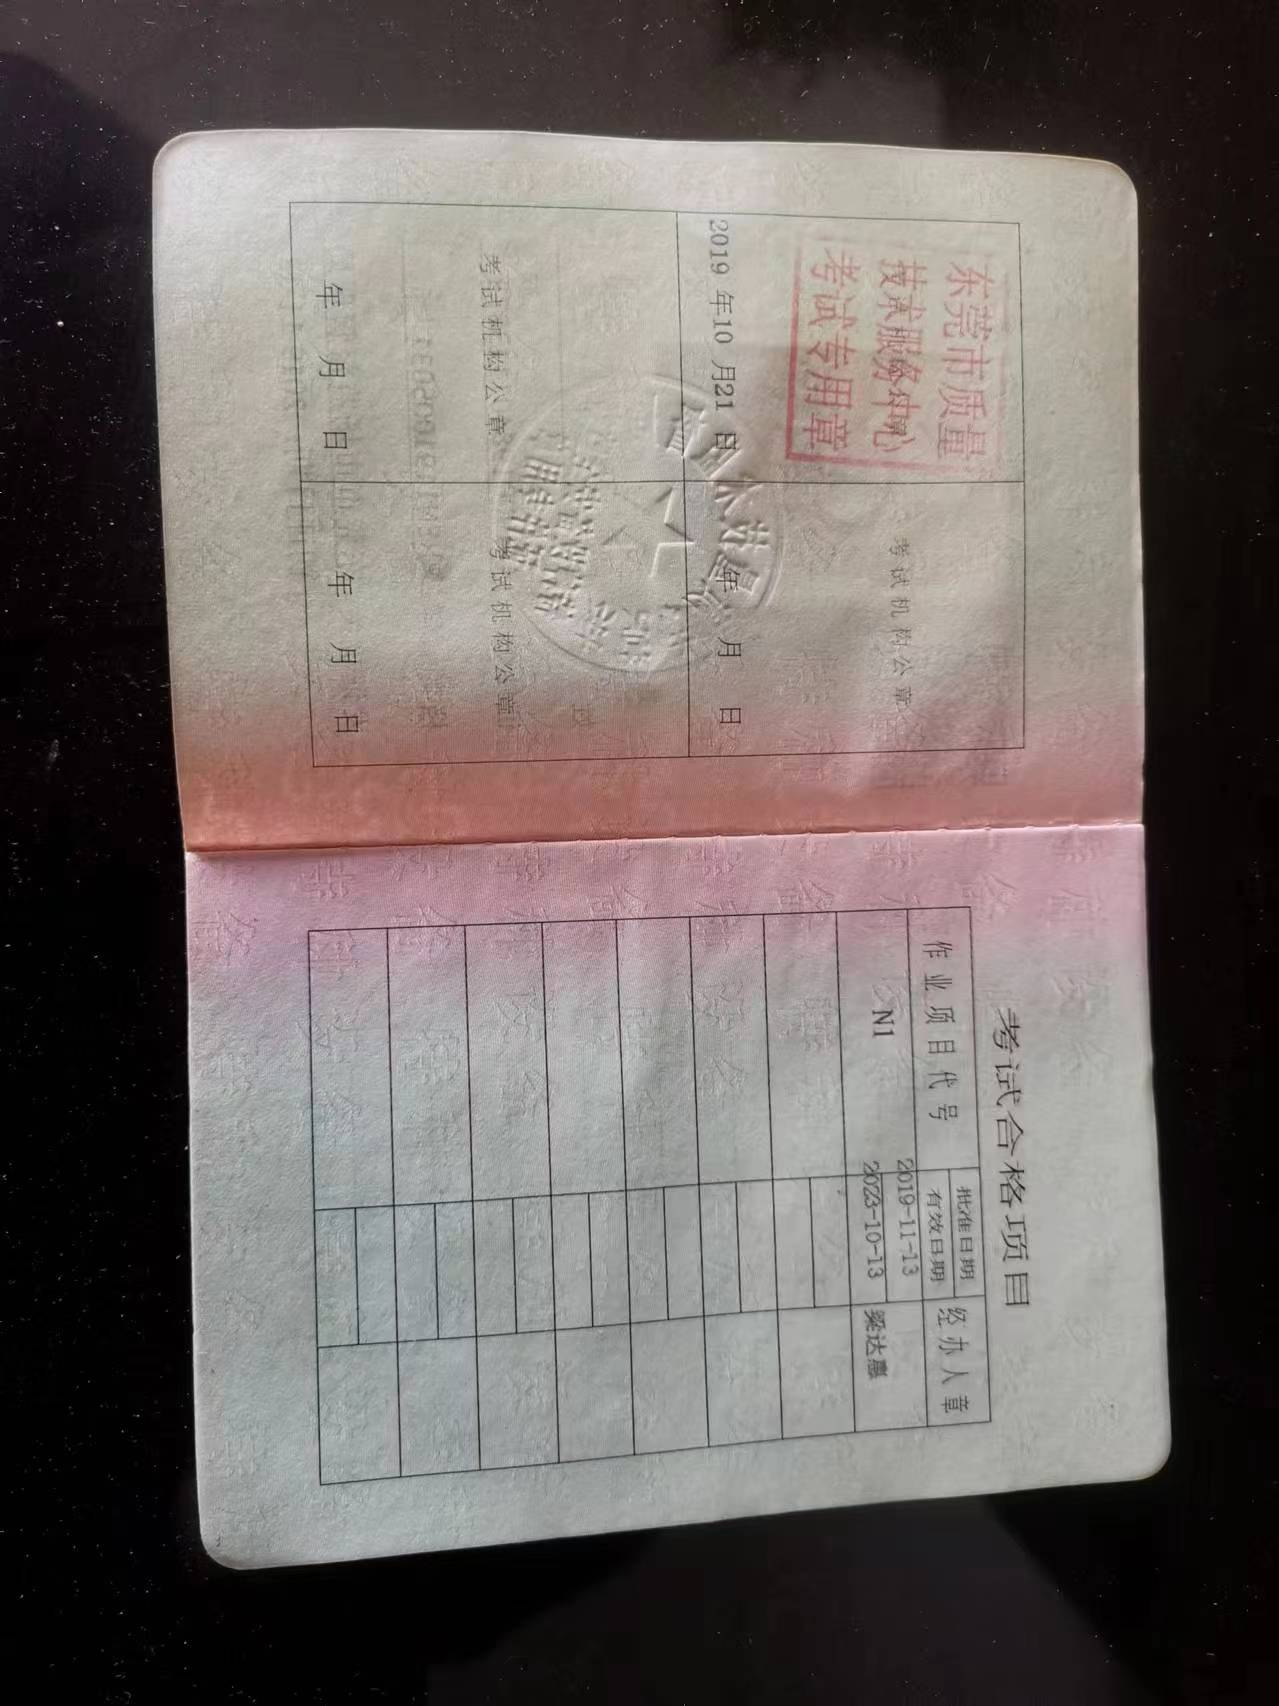 东莞市质量
技术服务中心
考试专用章
2019 年10 月21 日
考试机构公章
年 月 日
考试机构公章
年 月 日
考试机构公章
年 月 日
考试合格项目
作业项目代号
批准日期
有效日期
经办人章
N1
2019-11-13
2023-10-13
梁达惠